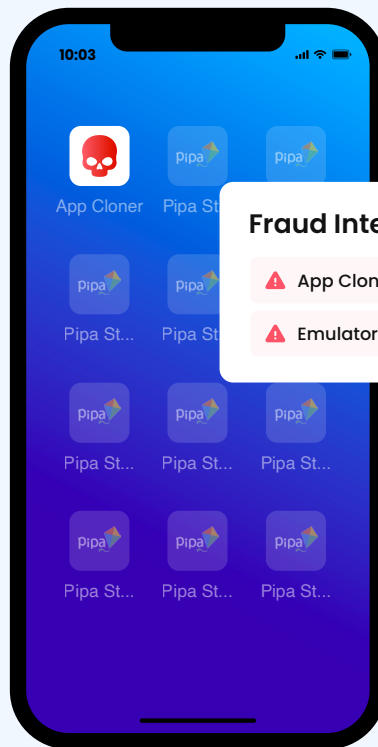 10:03
pipa pipa
App Cloner Pipa St
Fraud Inte
App Clon
Emulator
pipa
Pipa St... Pipa St
pipa pipa pipa
Pipa St... Pipa St... Pipa St...
pipa pipa pipa
Pipa St... Pipa St... Pipa St...